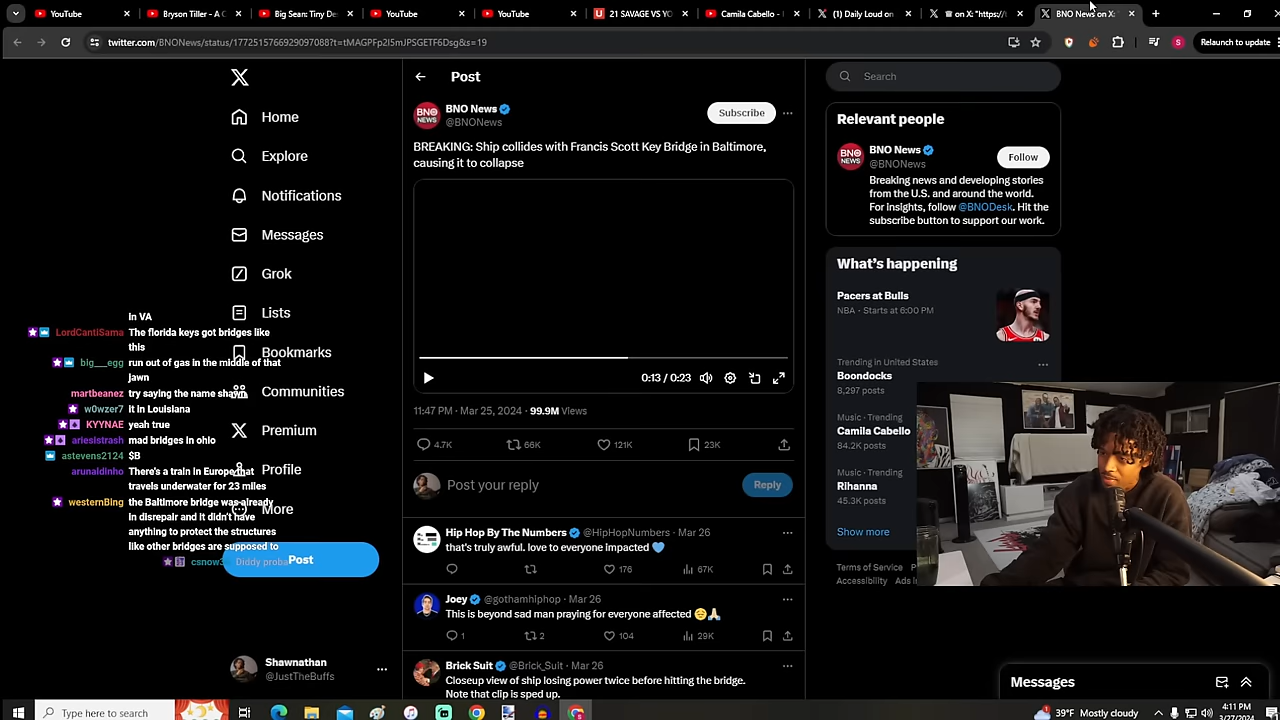 YouTube
Bryson Tiller - A C
Big Sean: Tiny De
YouTube
YouTube
21 SAVAGE VS YO
Camila Cabello -
(1) Daily Loud on
on X: "https://
BNO News on X:
twitter.com/BNONews/status/1772515766929097088?t=tMAGPFp2I5mJPSGETF6Dsg&s=19
S
Relaunch to update
Home
Explore
Notifications
Messages
Grok
Lists
Bookmarks
Communities
Premium
Profile
More
Post
Shawnathan
@JustTheBuffs
In VA
LordCantiSama The florida keys got bridges like
this
big___egg run out of gas in the middle of that
jawn
martbeanez try saying the name shawn
w0wzer7 it in Louisiana
KYYNAE yeah true
ariesistrash mad bridges in ohio
astevens2124 $B
arunaldinho There's a train in Europe that
travels underwater for 23 miles
westernBing the Baltimore bridge was already
in disrepair and it didn't have
anything to protect the structures
like other bridges are supposed to
Diddy proba
Post
BNO News
@BNONews
Subscribe
BREAKING: Ship collides with Francis Scott Key Bridge in Baltimore,
causing it to collapse
0:13 / 0:23
11:47 PM · Mar 25, 2024 · 99.9M Views
4.7K
66K
121K
23K
Post your reply
Reply
Hip Hop By The Numbers @HipHopNumbers · Mar 26
that's truly awful. love to everyone impacted
176
67K
Joey @gothamhiphop · Mar 26
This is beyond sad man praying for everyone affected
1
2
104
29K
Brick Suit @Brick_Suit · Mar 26
Closeup view of ship losing power twice before hitting the bridge.
Note that clip is sped up.
Search
Relevant people
BNO News
@BNONews
Follow
Breaking news and developing stories
from the U.S. and around the world.
For insights, follow @BNODesk. Hit the
subscribe button to support our work.
What's happening
Pacers at Bulls
NBA · Starts at 6:00 PM
Trending in United States
Boondocks
8,297 posts
Music · Trending
Camila Cabello
84.2K posts
Music · Trending
Rihanna
45.3K posts
Show more
Terms of Service
Accessibility
Messages
Type here to search
39°F Mostly cloudy
4:11 PM
3/27/2024